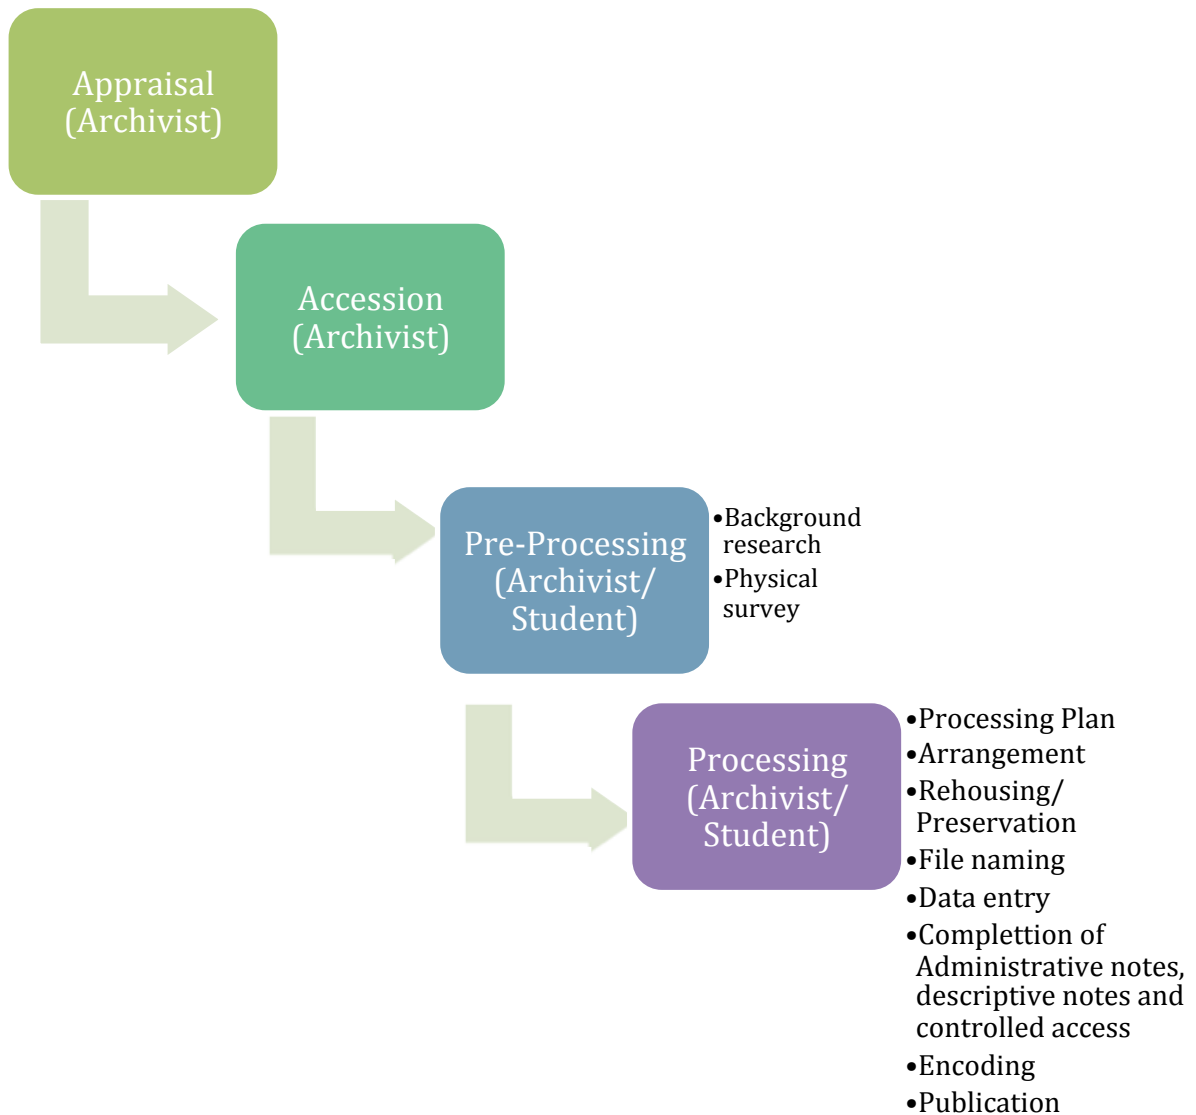 Appraisal
(Archivist)
Accession
(Archivist)
Pre-Processing
(Archivist/
Student)
•Background
research
•Physical
survey
Processing
(Archivist/
Student)
•Processing Plan
•Arrangement
•Rehousing/
Preservation
•File naming
•Data entry
•Complettion of
Administrative notes,
descriptive notes and
controlled access
•Encoding
•Publication